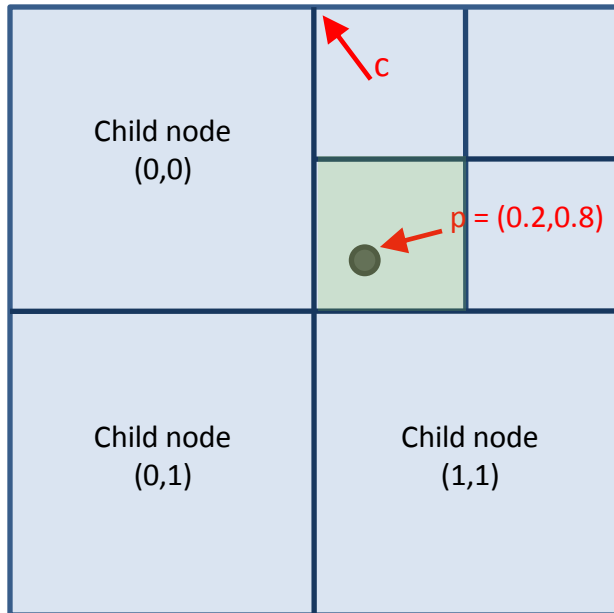 C
Child node
(0,0)
p = (0.2,0.8)
Child node
(0,1)
Child node
(1,1)